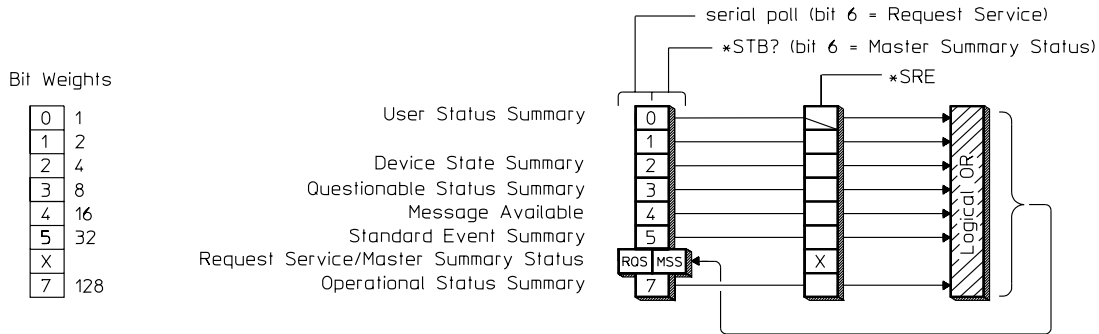 serial poll (bit 6 = Request Service)
*STB? (bit 6 = Master Summary Status)
Bit Weights
*SRE
0 1 User Status Summary 0
1 2 1
2 4 Device State Summary 2
3 8 Questionable Status Summary 3
4 16 Message Available 4
5 32 Standard Event Summary 5
X Request Service/Master Summary Status RQS MSS X
7 128 Operational Status Summary 7
Logical OR